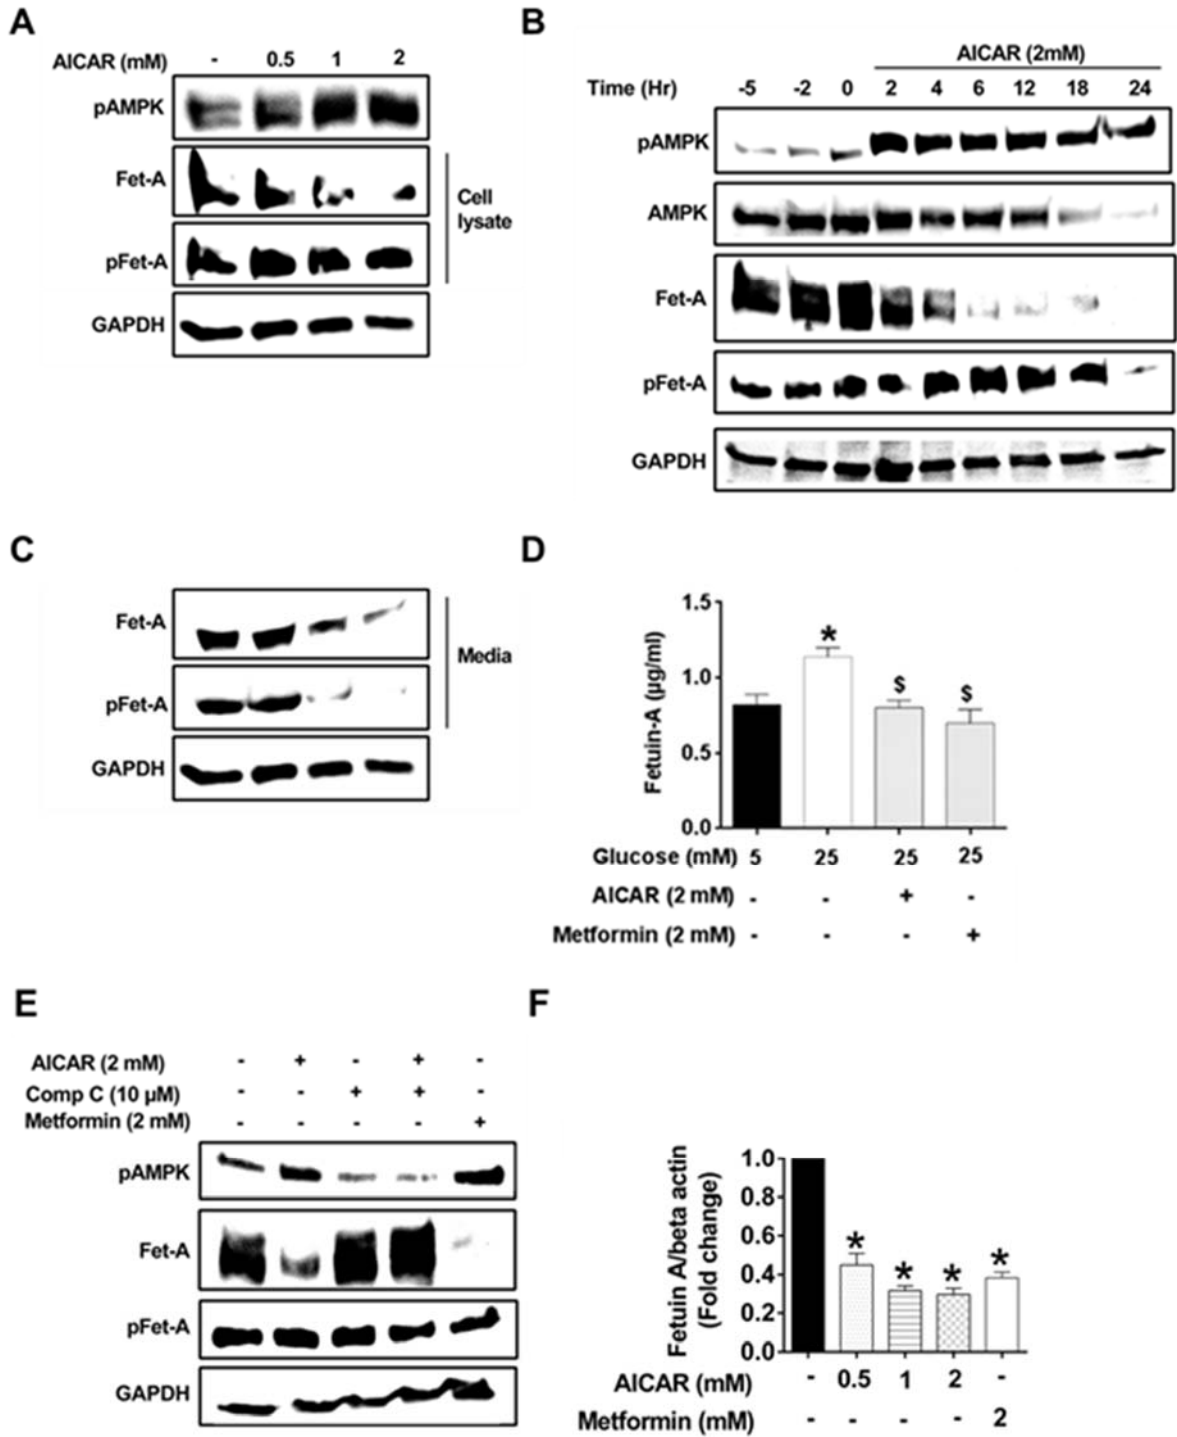 A
AICAR (mM) - 0.5 1 2
pAMPK
Fet-A
pFet-A
Cell
lysate
GAPDH
B
AICAR (2mM)
Time (Hr) -5 -2 0 2 4 6 12 18 24
pAMPK
AMPK
Fet-A
pFet-A
GAPDH
C
Fet-A
pFet-A
Media
GAPDH
D
Fetuin-A (µg/ml)
1.5
1.0
0.5
0.0
* $ $
Glucose (mM) 5 25 25 25
AICAR (2 mM) - - + -
Metformin (2 mM) - - - +
E
AICAR (2 mM) - + - + -
Comp C (10 µM) - - + + -
Metformin (2 mM) - - - - +
pAMPK
Fet-A
pFet-A
GAPDH
F
Fetuin A/beta actin
(Fold change)
1.0
0.8
0.6
0.4
0.2
0.0
* * * *
AICAR (mM) - 0.5 1 2 -
Metformin (mM) - - - - 2